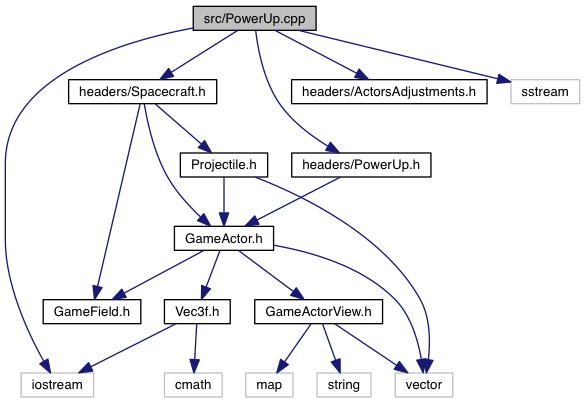 src/PowerUp.cpp
headers/Spacecraft.h
headers/ActorsAdjustments.h
sstream
Projectile.h
headers/PowerUp.h
GameActor.h
GameField.h
Vec3f.h
GameActorView.h
iostream
cmath
map
string
vector